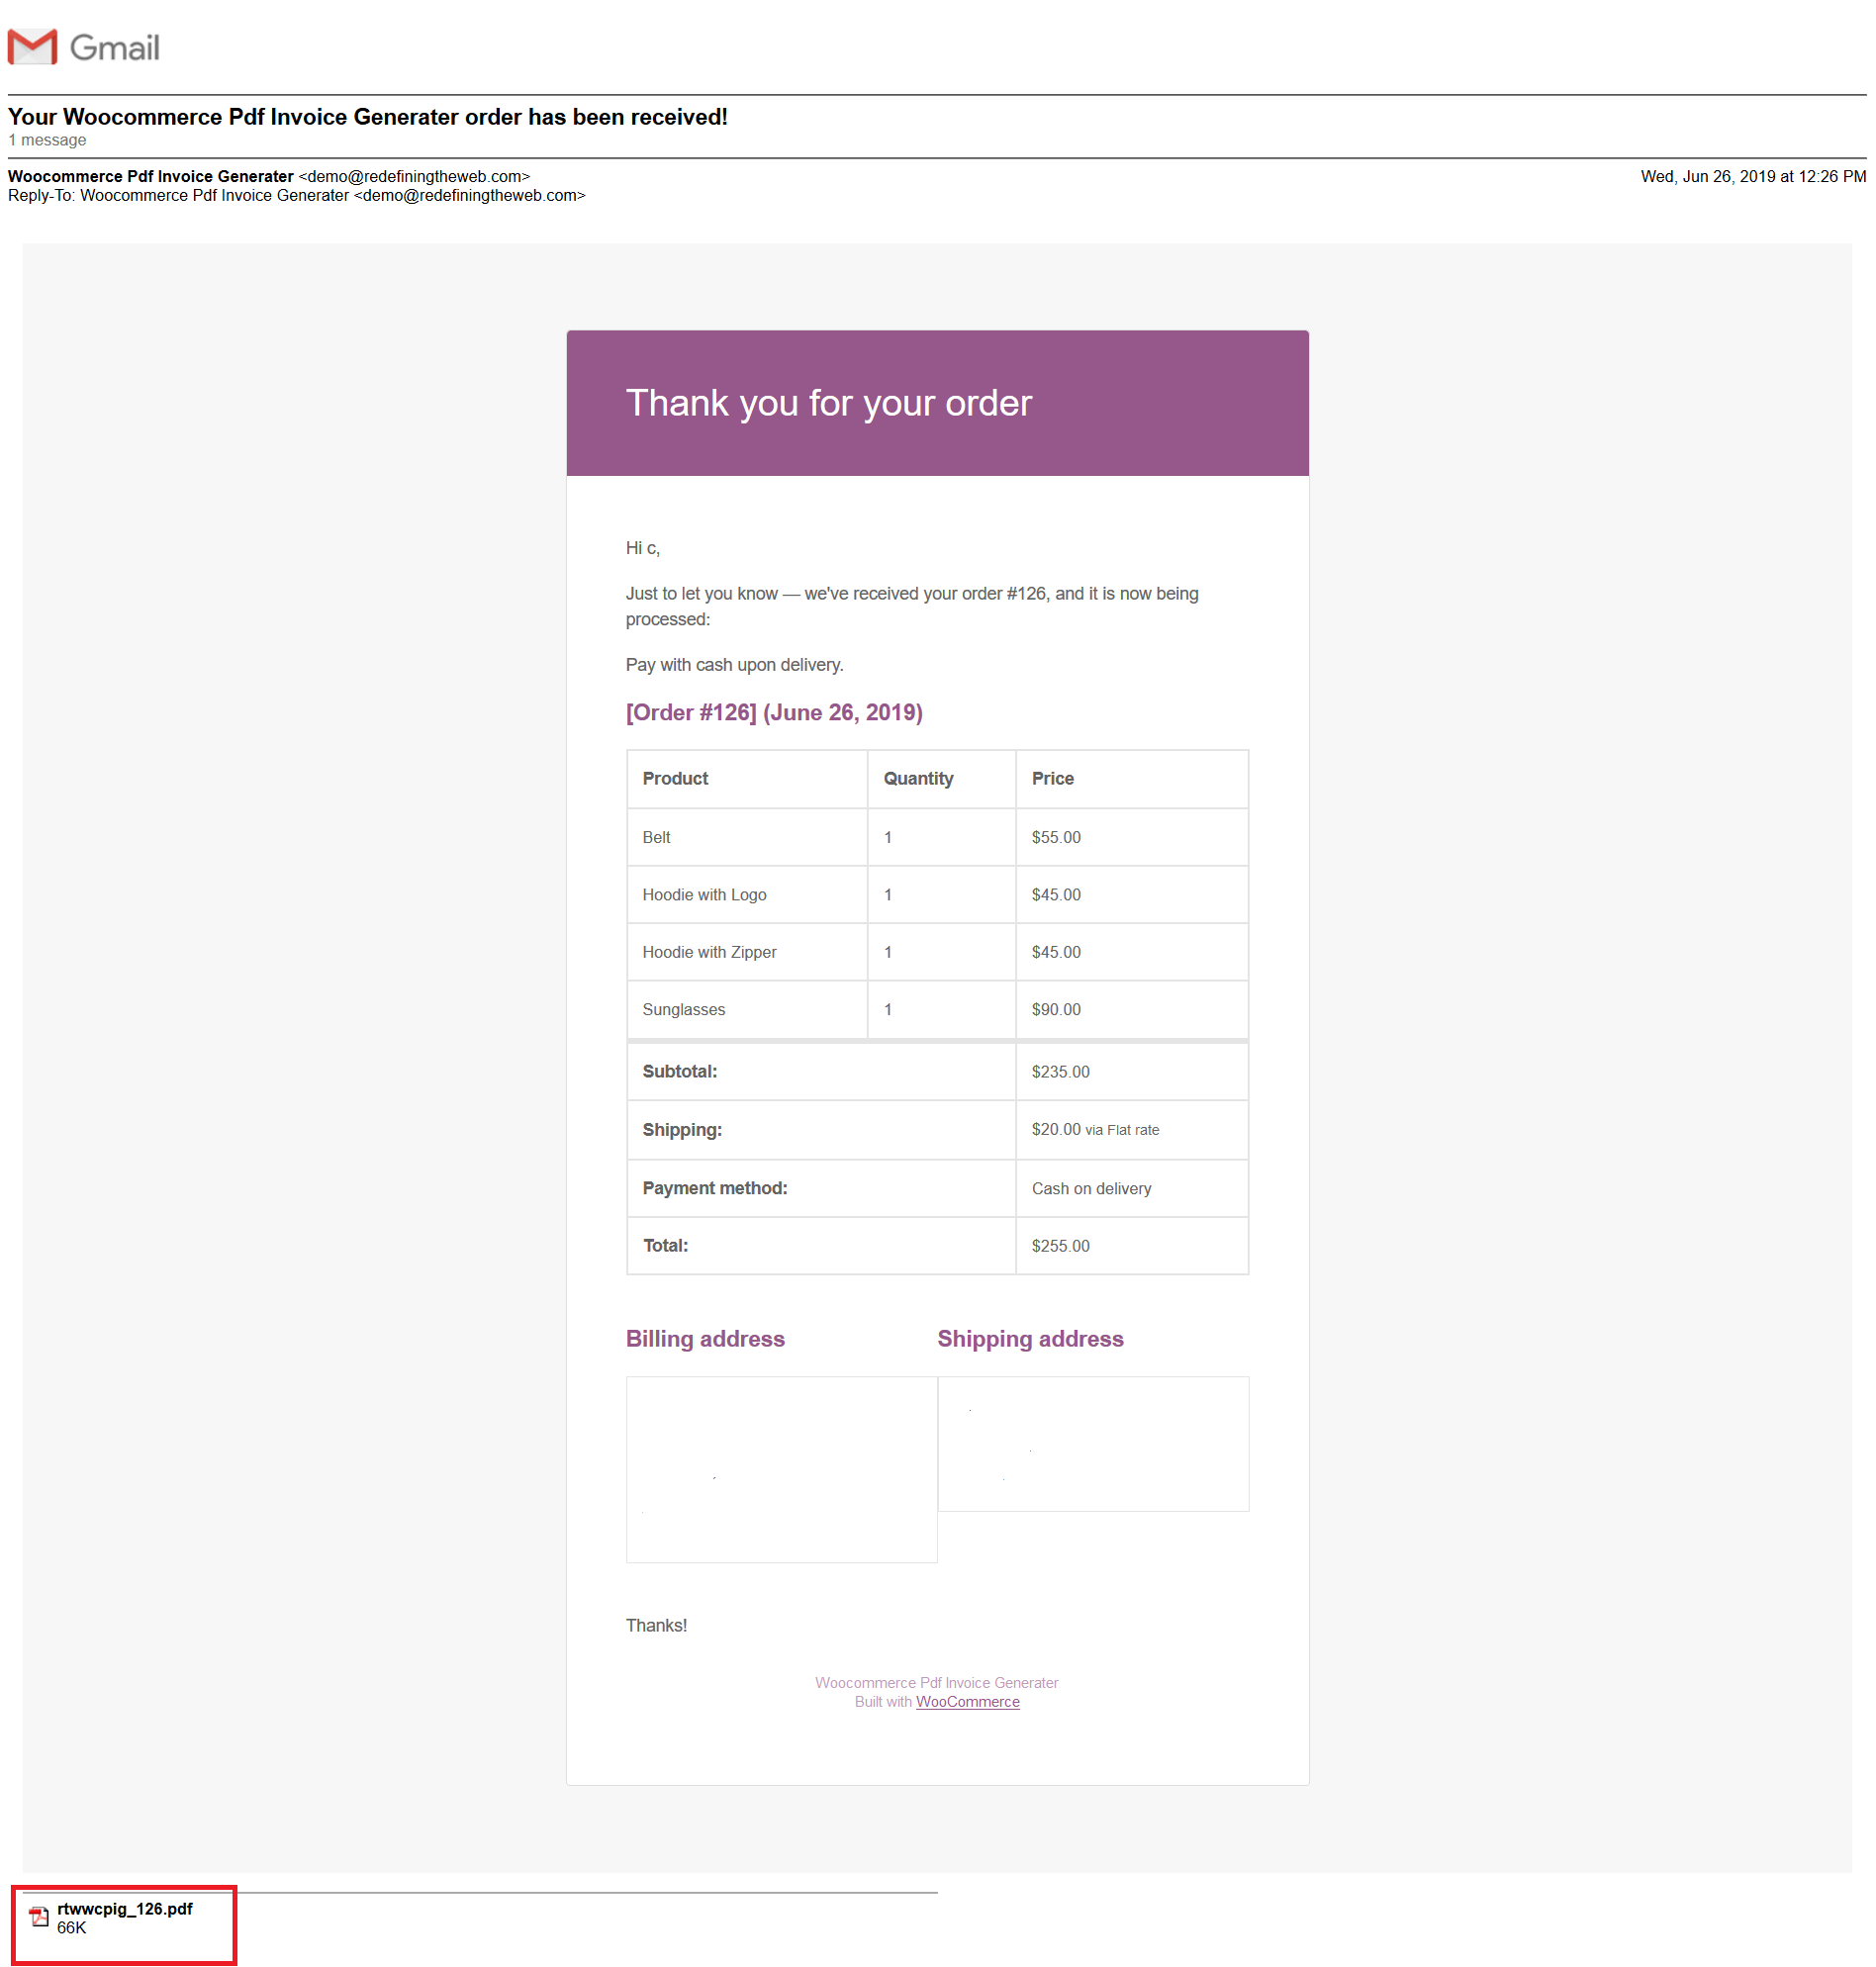 Gmail
Your Woocommerce Pdf Invoice Generater order has been received!
1 message
Woocommerce Pdf Invoice Generater <demo@redefiningtheweb.com> Wed, Jun 26, 2019 at 12:26 PM
Reply-To: Woocommerce Pdf Invoice Generater <demo@redefiningtheweb.com>
Thank you for your order
Hi c,
Just to let you know — we've received your order #126, and it is now being
processed:
Pay with cash upon delivery.
[Order #126] (June 26, 2019)
Product Quantity Price
Belt 1 $55.00
Hoodie with Logo 1 $45.00
Hoodie with Zipper 1 $45.00
Sunglasses 1 $90.00
Subtotal: $235.00
Shipping: $20.00 via Flat rate
Payment method: Cash on delivery
Total: $255.00
Billing address Shipping address
Thanks!
Woocommerce Pdf Invoice Generater
Built with WooCommerce
rtwwcpig_126.pdf
66K